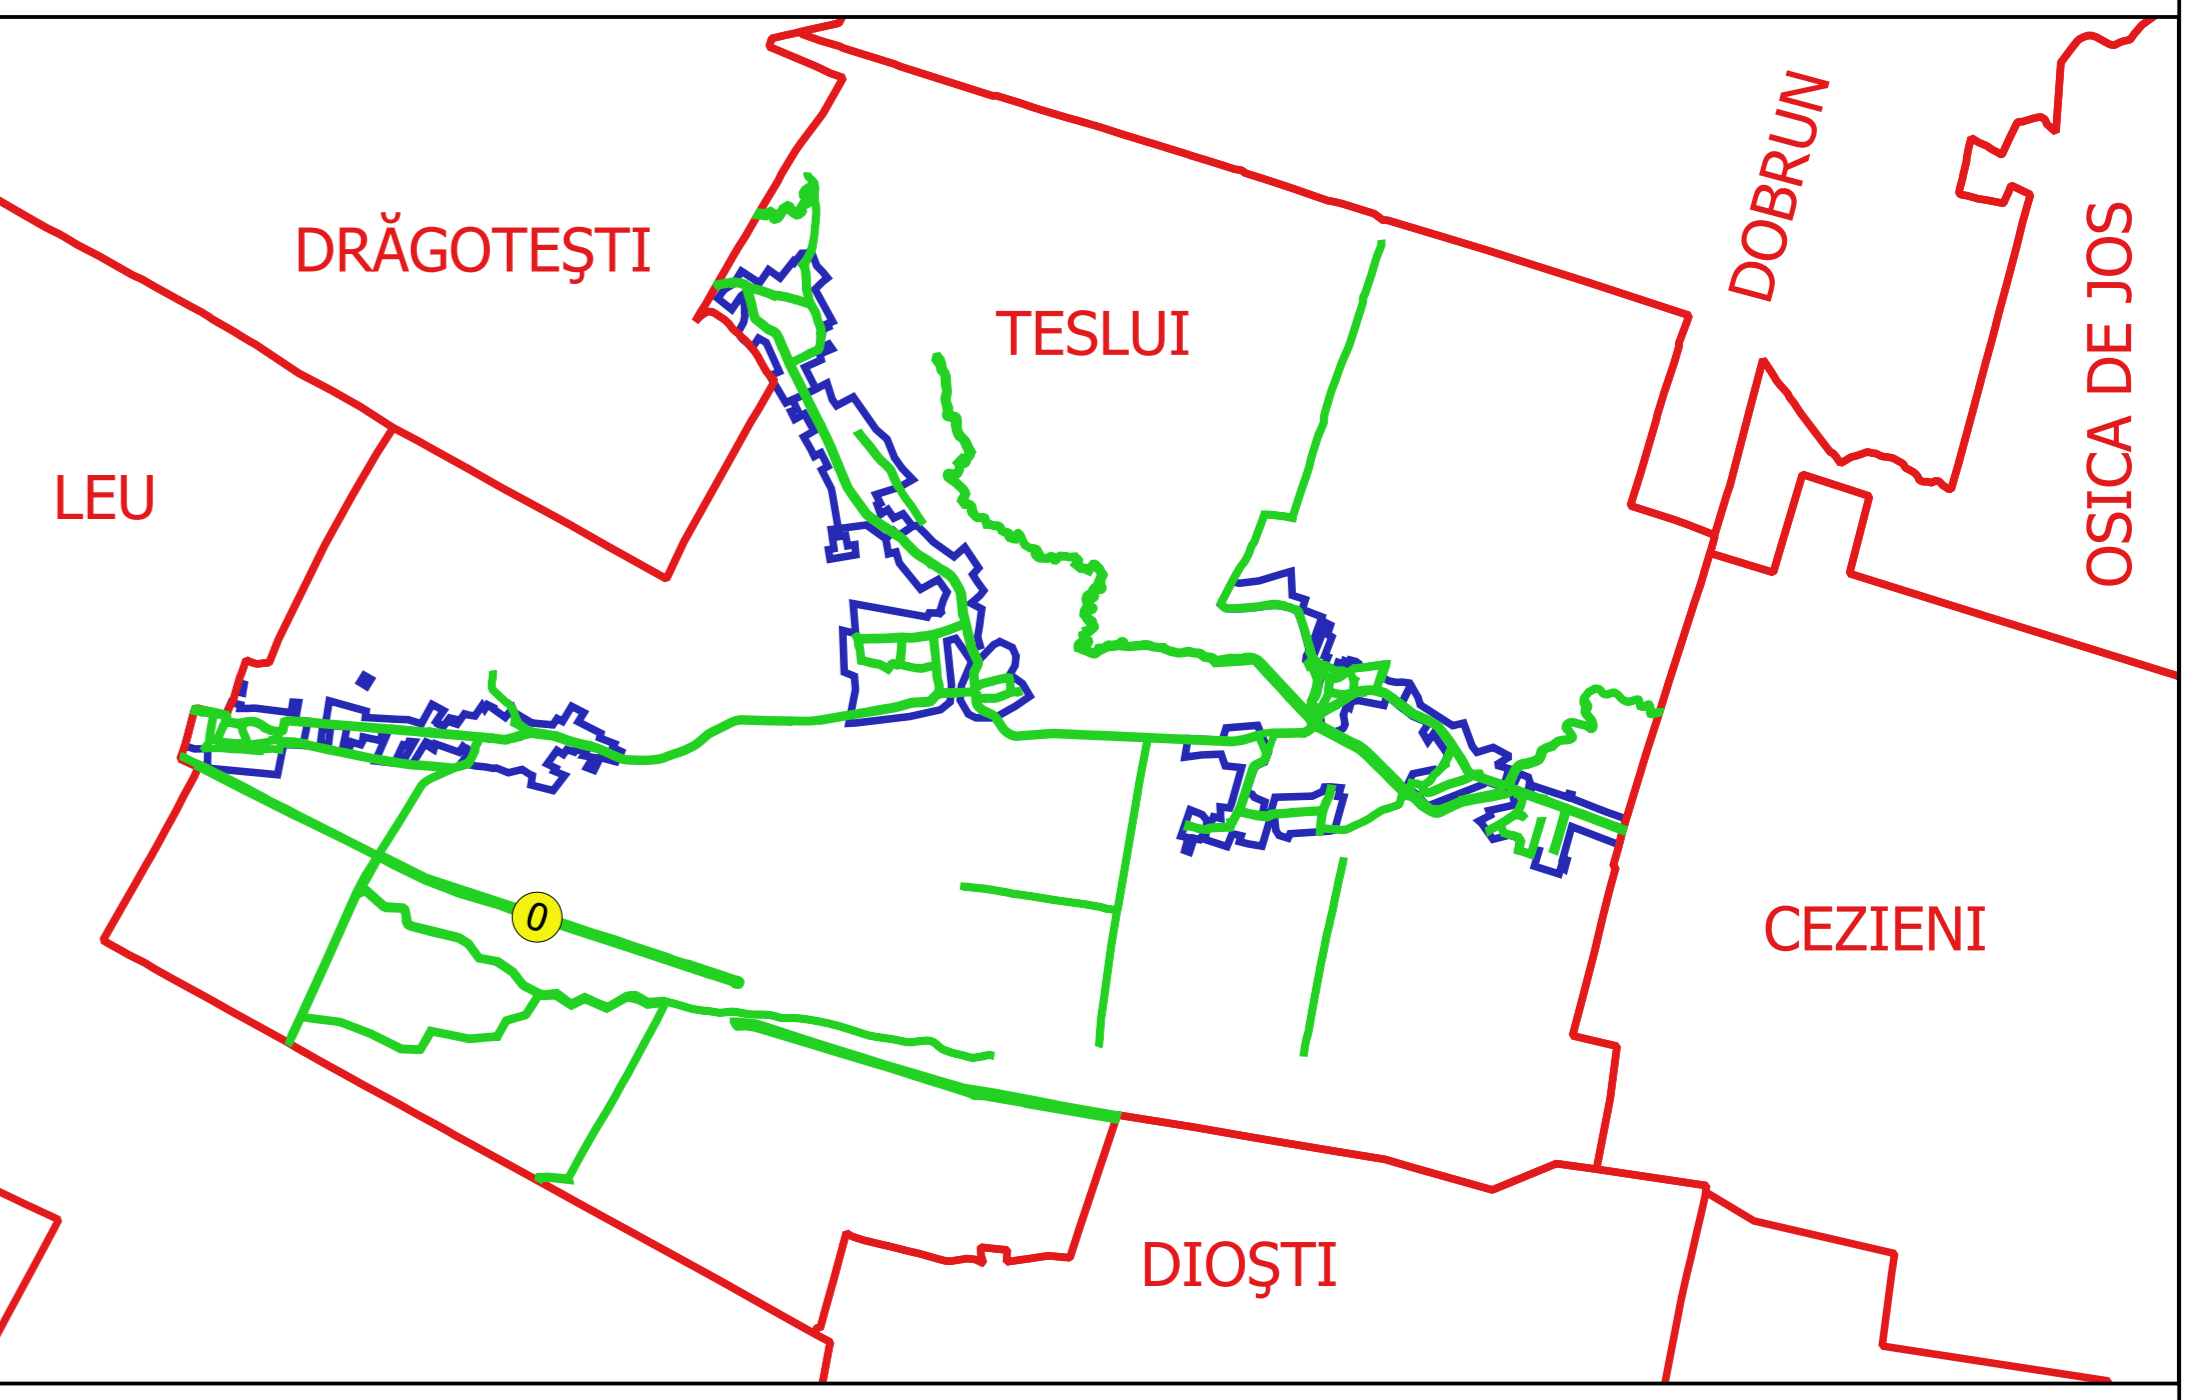 DOBRUN
DRĂGOTEŞTI
TESLUI
OSICA DE JOS
LEU
0
CEZIENI
DIOŞTI